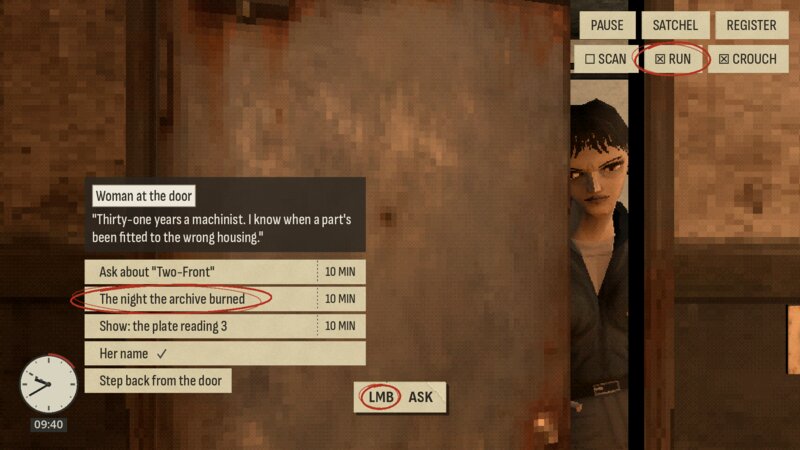 PAUSE SATCHEL REGISTER
☐ SCAN ☒ RUN ☒ CROUCH
Woman at the door
"Thirty-one years a machinist. I know when a part's
been fitted to the wrong housing."
Ask about "Two-Front" 10 MIN
The night the archive burned 10 MIN
Show: the plate reading 3 10 MIN
Her name ✓
Step back from the door
LMB ASK
09:40